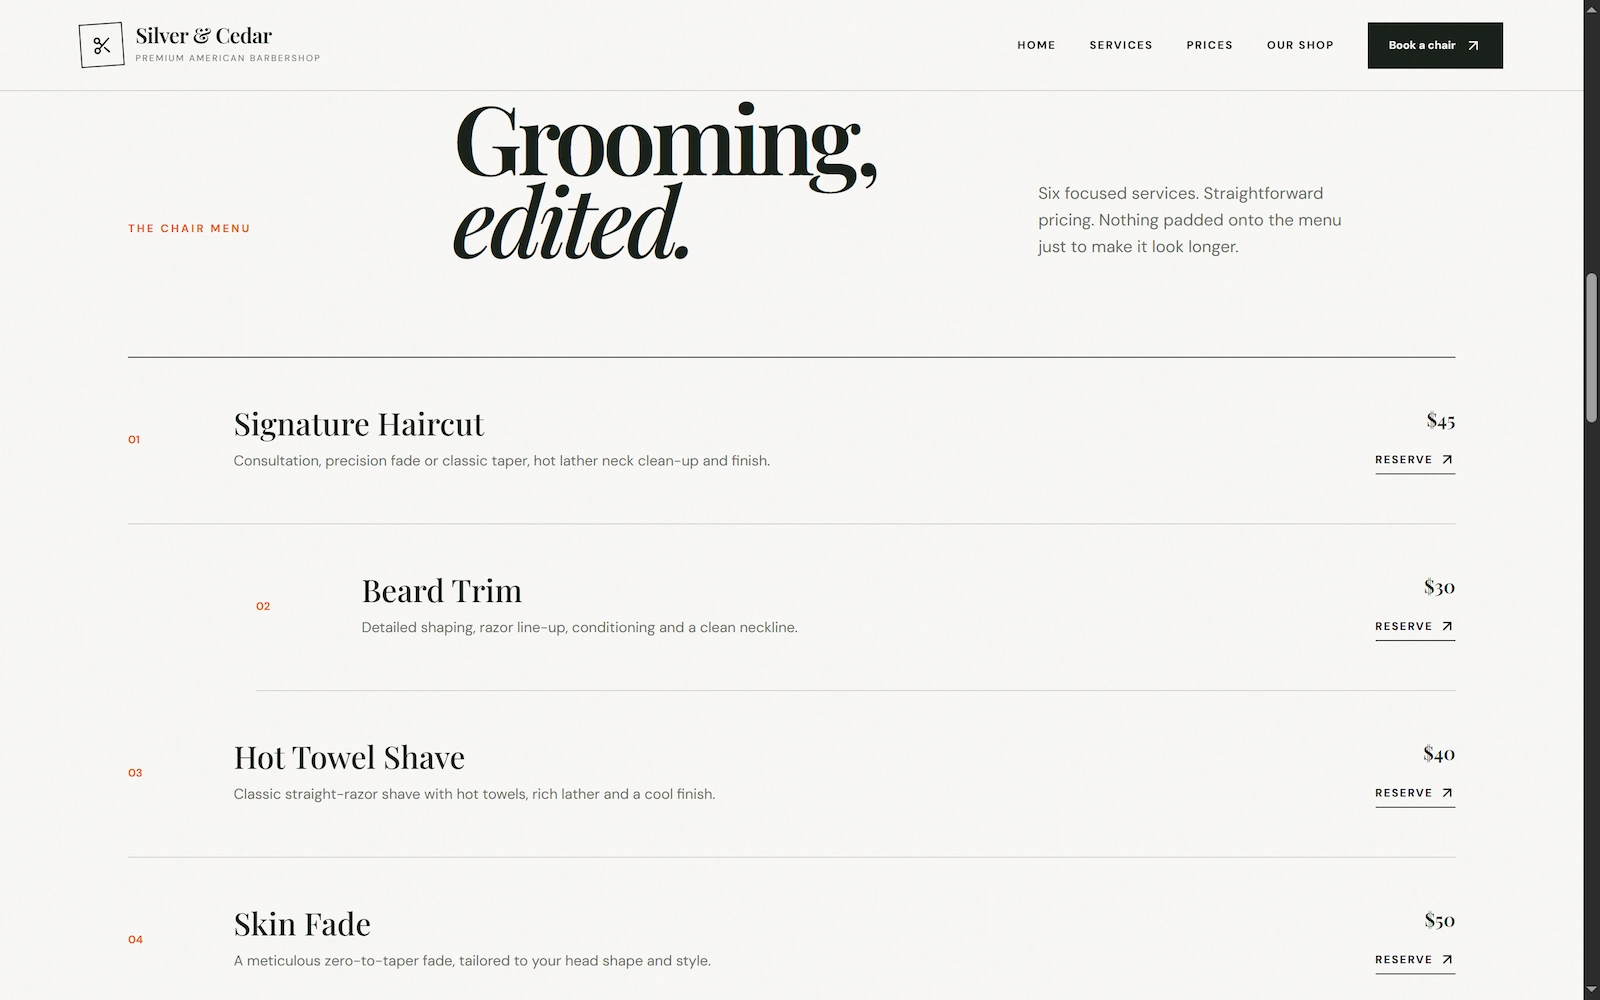 Silver & Cedar
PREMIUM AMERICAN BARBERSHOP
HOME
SERVICES
PRICES
OUR SHOP
Book a chair
THE CHAIR MENU
Grooming,
edited.
Six focused services. Straightforward
pricing. Nothing padded onto the menu
just to make it look longer.
01
Signature Haircut
Consultation, precision fade or classic taper, hot lather neck clean-up and finish.
$45
RESERVE
02
Beard Trim
Detailed shaping, razor line-up, conditioning and a clean neckline.
$30
RESERVE
03
Hot Towel Shave
Classic straight-razor shave with hot towels, rich lather and a cool finish.
$40
RESERVE
04
Skin Fade
A meticulous zero-to-taper fade, tailored to your head shape and style.
$50
RESERVE